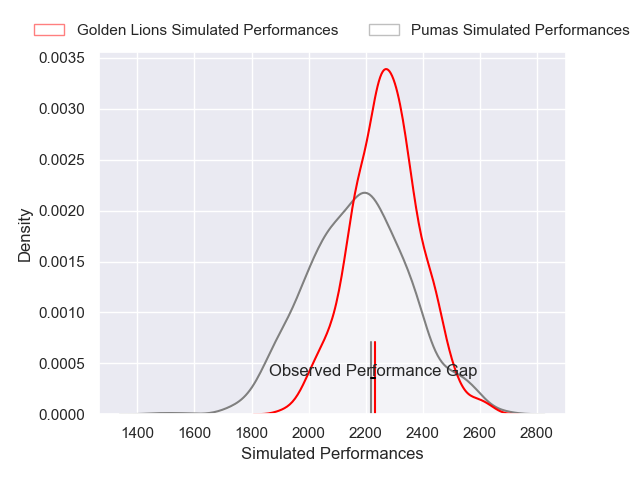 Golden Lions Simulated Performances
Pumas Simulated Performances
0.0035
0.0030
0.0025
0.0020
0.0015
0.0010
0.0005
0.0000
Density
Observed Performance Gap
1400 1600 1800 2000 2200 2400 2600 2800
Simulated Performances